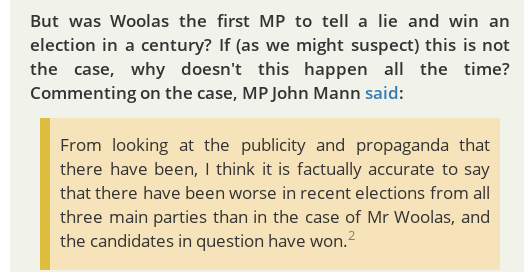 But was Woolas the first MP to tell a lie and win an
election in a century? If (as we might suspect) this is not
the case, why doesn't this happen all the time?
Commenting on the case, MP John Mann said:
From looking at the publicity and propaganda that
there have been, I think it is factually accurate to say
that there have been worse in recent elections from all
three main parties than in the case of Mr Woolas, and
the candidates in question have won.2